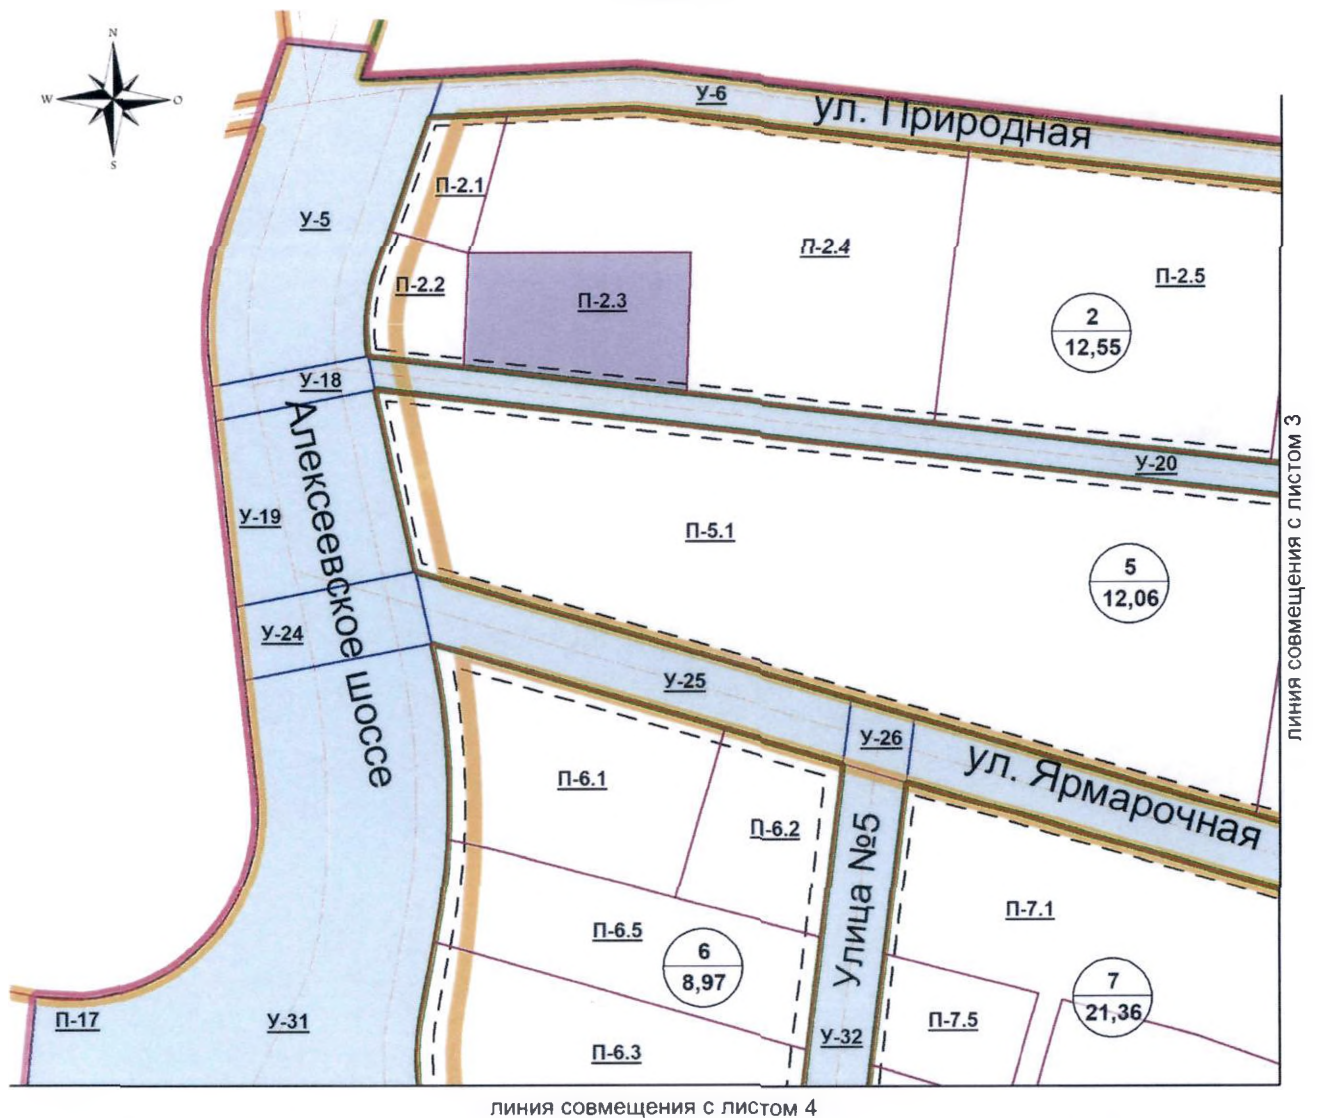 N
W
O
S
У-6
ул. Природная
П-2.1
У-5
П-2.4
П-2.2
П-2.3
П-2.5
2
12,55
У-18
Алексеевское шоссе
У-20
линия совмещения с листом 3
У-19
П-5.1
5
12,06
У-24
У-25
У-26
ул. Ярмарочная
П-6.1
П-6.2
Улица №5
П-7.1
П-6.5
6
8,97
7
21,36
П-17
У-31
П-7.5
У-32
П-6.3
линия совмещения с листом 4